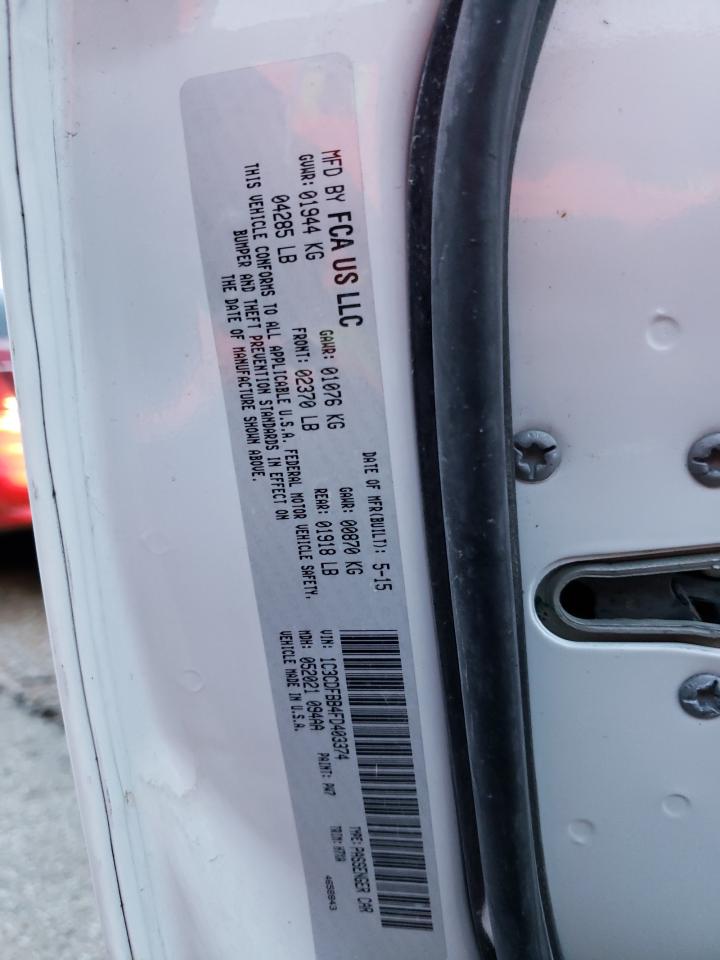 MFD BY FCA US LLC
DATE OF MFR(BUILT): 5-15
GVWR: 01944 KG
04285 LB
GAWR: 01076 KG
FRONT: 02370 LB
GAWR: 00870 KG
REAR: 01918 LB
THIS VEHICLE CONFORMS TO ALL APPLICABLE U.S.A. FEDERAL MOTOR VEHICLE SAFETY,
BUMPER AND THEFT PREVENTION STANDARDS IN EFFECT ON
THE DATE OF MANUFACTURE SHOWN ABOVE.
VIN: 1C3CDFBB4FD403374
TYPE: PASSENGER CAR
MDH: 052021 094AA
PAINT: PW7
TRIM:
VEHICLE MADE IN U.S.A.
4658843